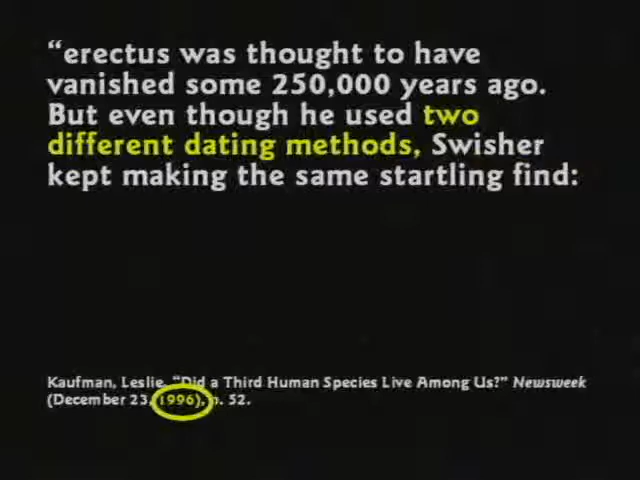 “erectus was thought to have
vanished some 250,000 years ago.
But even though he used two
different dating methods, Swisher
kept making the same startling find:
Kaufman, Leslie, “Did a Third Human Species Live Among Us?” Newsweek
(December 23, 1996), p. 52.